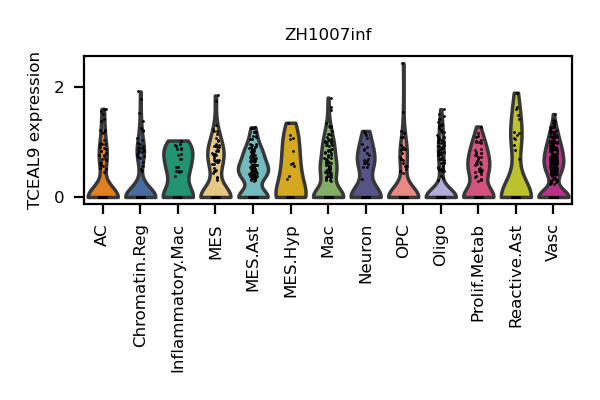 ZH1007inf
TCEAL9 expression
2
0
AC
Chromatin.Reg
Inflammatory.Mac
MES
MES.Ast
MES.Hyp
Mac
Neuron
OPC
Oligo
Prolif.Metab
Reactive.Ast
Vasc